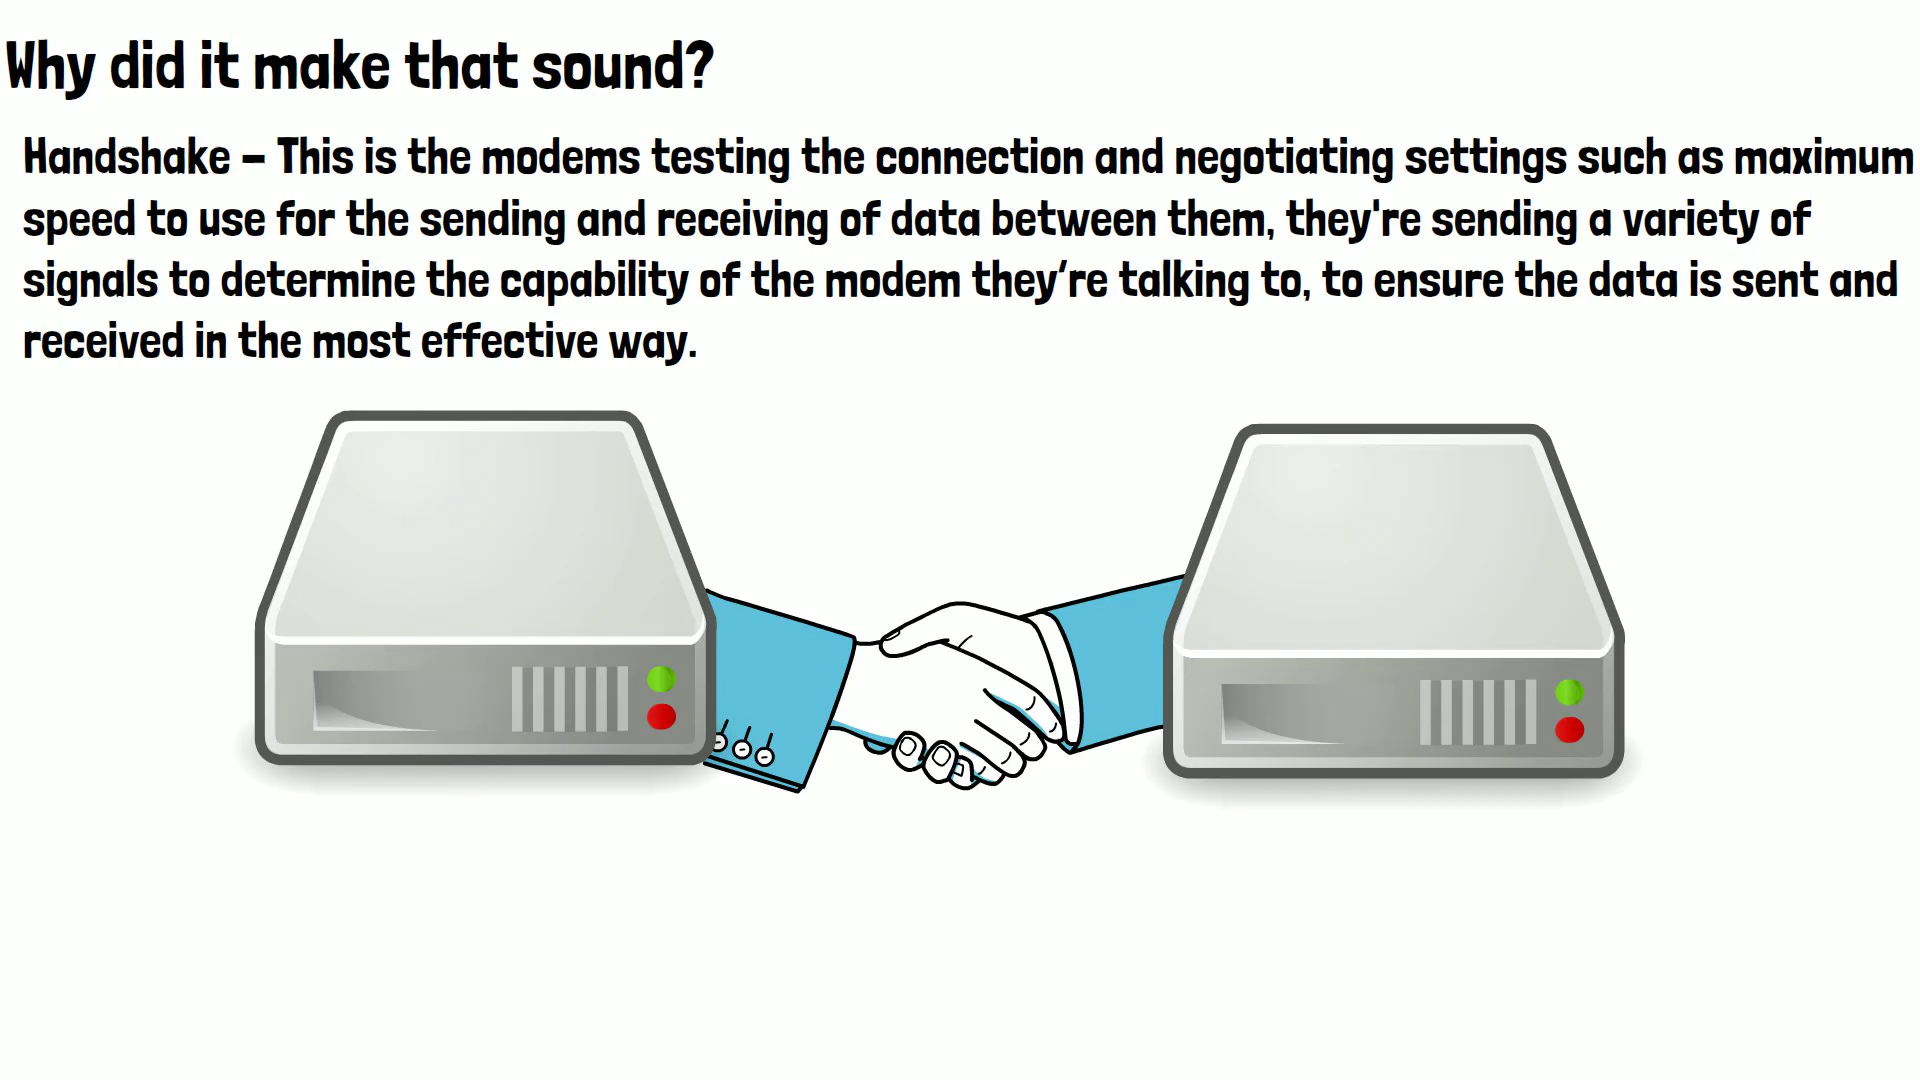 Why did it make that sound?
Handshake – This is the modems testing the connection and negotiating settings such as maximum
speed to use for the sending and receiving of data between them, they're sending a variety of
signals to determine the capability of the modem they’re talking to, to ensure the data is sent and
received in the most effective way.